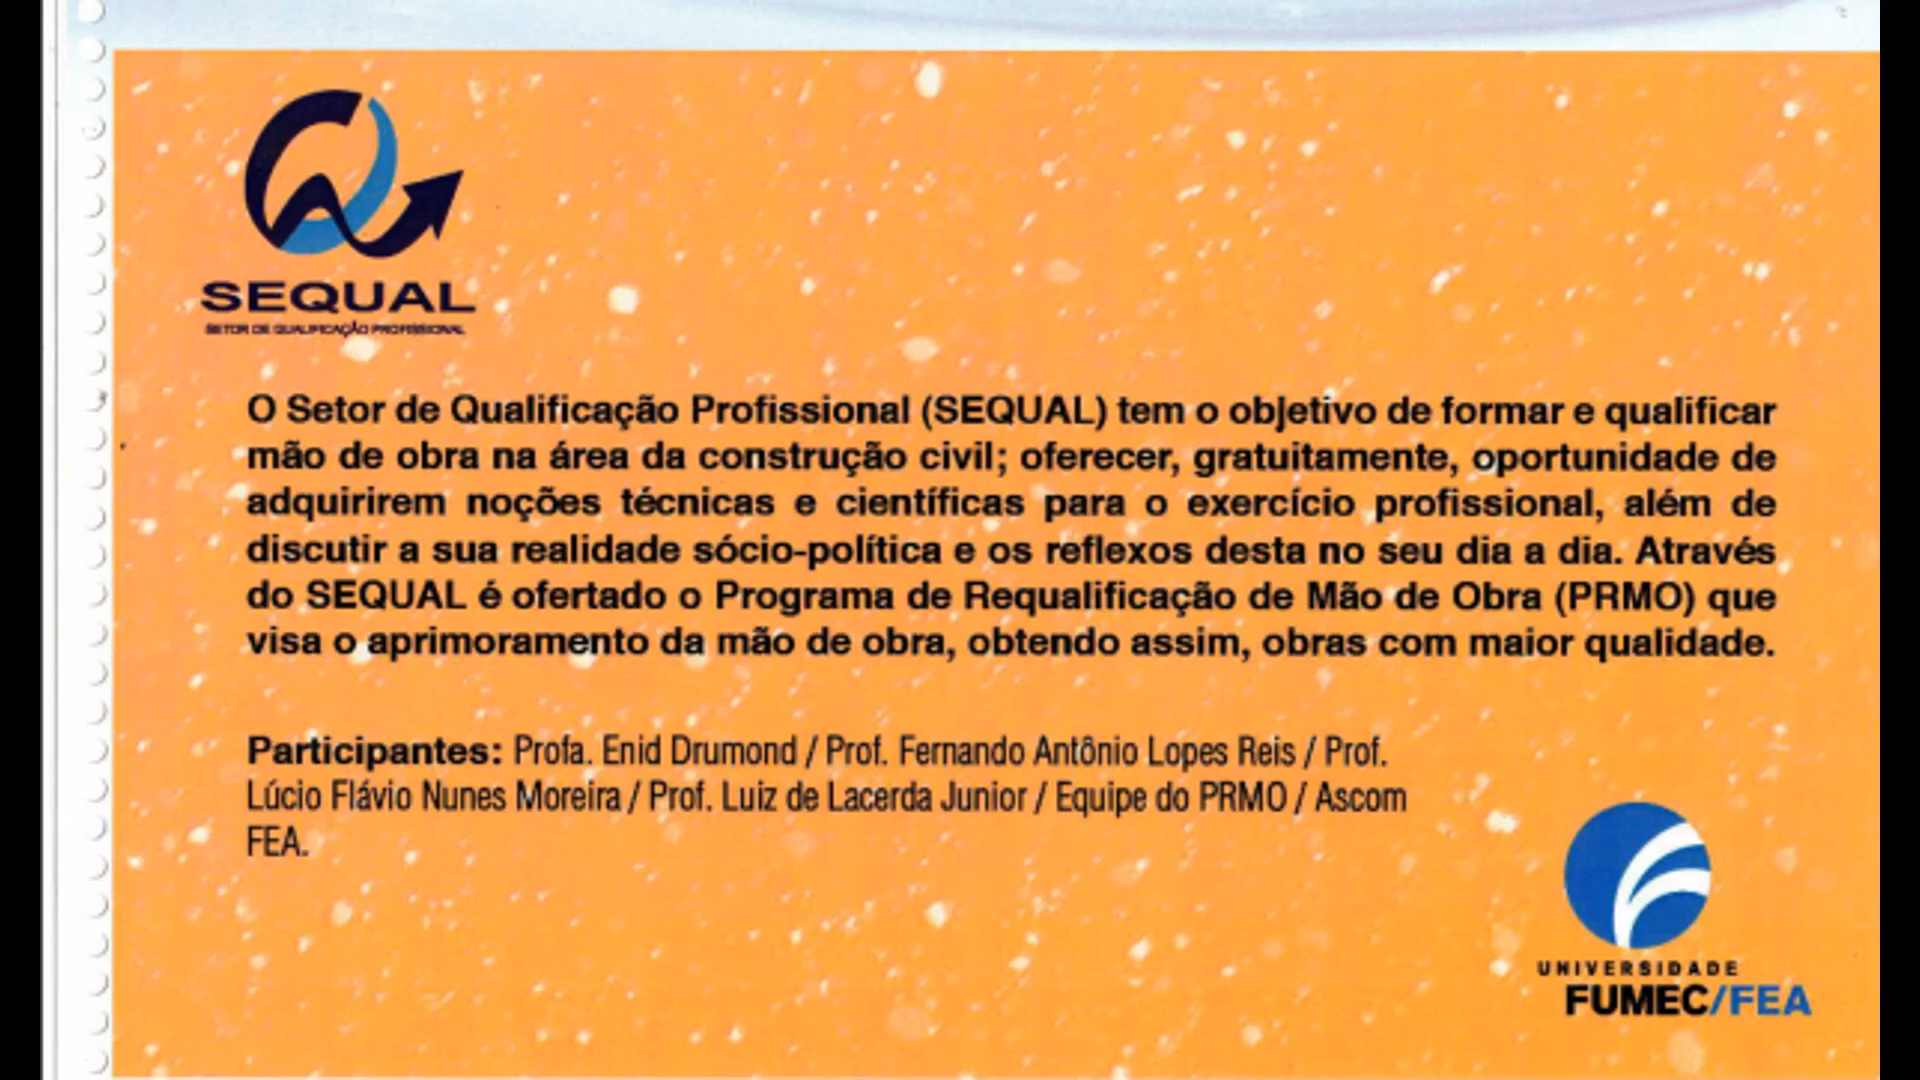 SEQUAL
SETOR DE QUALIFICAÇÃO PROFISSIONAL
O Setor de Qualificação Profissional (SEQUAL) tem o objetivo de formar e qualificar
mão de obra na área da construção civil; oferecer, gratuitamente, oportunidade de
adquirirem noções técnicas e científicas para o exercício profissional, além de
discutir a sua realidade sócio-política e os reflexos desta no seu dia a dia. Através
do SEQUAL é ofertado o Programa de Requalificação de Mão de Obra (PRMO) que
visa o aprimoramento da mão de obra, obtendo assim, obras com maior qualidade.
Participantes: Profa. Enid Drumond / Prof. Fernando Antônio Lopes Reis / Prof.
Lúcio Flávio Nunes Moreira / Prof. Luiz de Lacerda Junior / Equipe do PRMO / Ascom
FEA.
UNIVERSIDADE
FUMEC/FEA